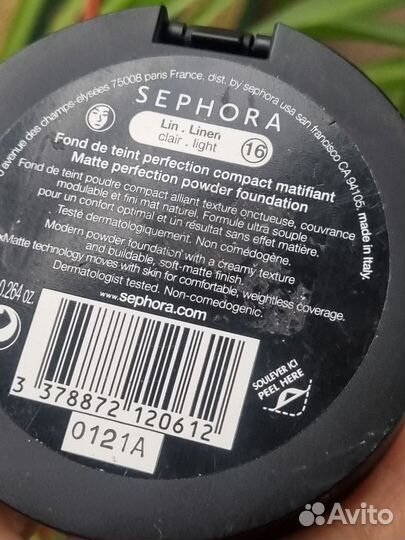 0 avenue des champs-elysées 75008 paris France, dist. by sephora usa san francisco CA 94105, made in italy.
SEPHORA
Lin . Linen
clair . light
16
Fond de teint perfection compact matifiant
Matte perfection powder foundation
Fond de teint poudre compact alliant texture onctueuse, couvrance
modulable et fini mat naturel. Formule ultra souple
pour un confort optimal et un résultat sans effet matière.
Testé dermatologiquement. Non comédogène.
Modern powder foundation with a creamy texture
and buildable, soft-matte finish.
xMatte technology moves with skin for comfortable, weightless coverage.
Dermatologist tested. Non-comedogenic.
0.264 oz
www.sephora.com
SOULEVER ICI
PEEL HERE
3 378872 120612
0121A
Avito